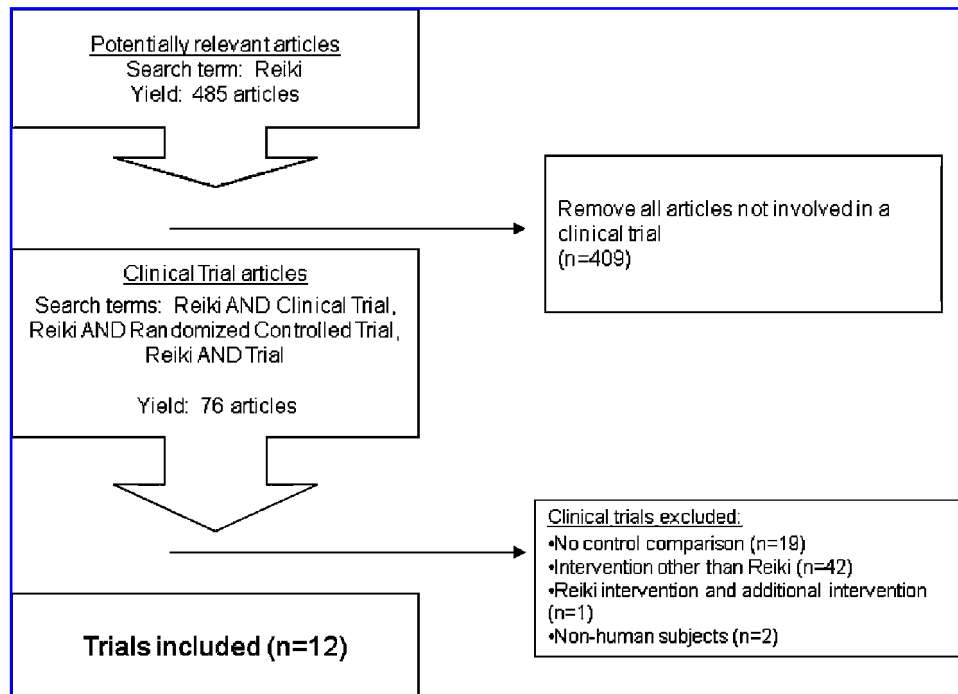 Potentially relevant articles
Search term: Reiki
Yield: 485 articles
Remove all articles not involved in a
clinical trial
(n=409)
Clinical Trial articles
Search terms: Reiki AND Clinical Trial,
Reiki AND Randomized Controlled Trial,
Reiki AND Trial
Yield: 76 articles
Clinical trials excluded:
•No control comparison (n=19)
•Intervention other than Reiki (n=42)
•Reiki intervention and additional intervention
(n=1)
•Non-human subjects (n=2)
Trials included (n=12)